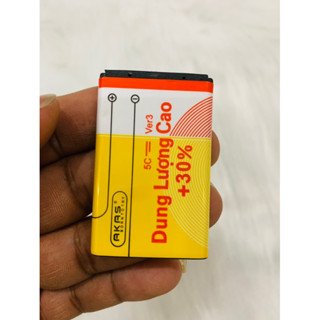 5C Ver3
Dung Lượng Cao
+30%
AKAS®